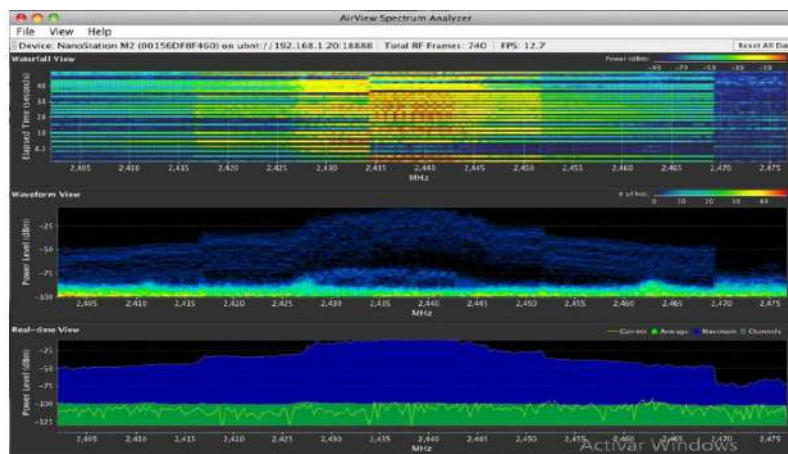 AirView Spectrum Analyzer
File View Help
Device: NanoStation M2 (00156DF8F460) on ubnt://192.168.1.20:18888 Total RF Frames: 740 FPS: 12.7 Reset All Da
Waterfall View
Power (dBm)
Elapsed Time (seconds)
2,405 2,410 2,415 2,420 2,425 2,430 2,435 2,440 2,445 2,450 2,455 2,460 2,465 2,470 2,475
MHz
Waveform View
# of hits
0 10 20 30 40
Power Level (dBm)
-25
-50
-75
-100
2,405 2,410 2,415 2,420 2,425 2,430 2,435 2,440 2,445 2,450 2,455 2,460 2,465 2,470 2,475
MHz
Real-time View
Current Average Maximum Channels
Power Level (dBm)
-25
-50
-75
-100
-125
2,405 2,410 2,415 2,420 2,425 2,430 2,435 2,440 2,445 2,450 2,455 2,460 2,465 2,470 2,475
MHz
Activar Windows